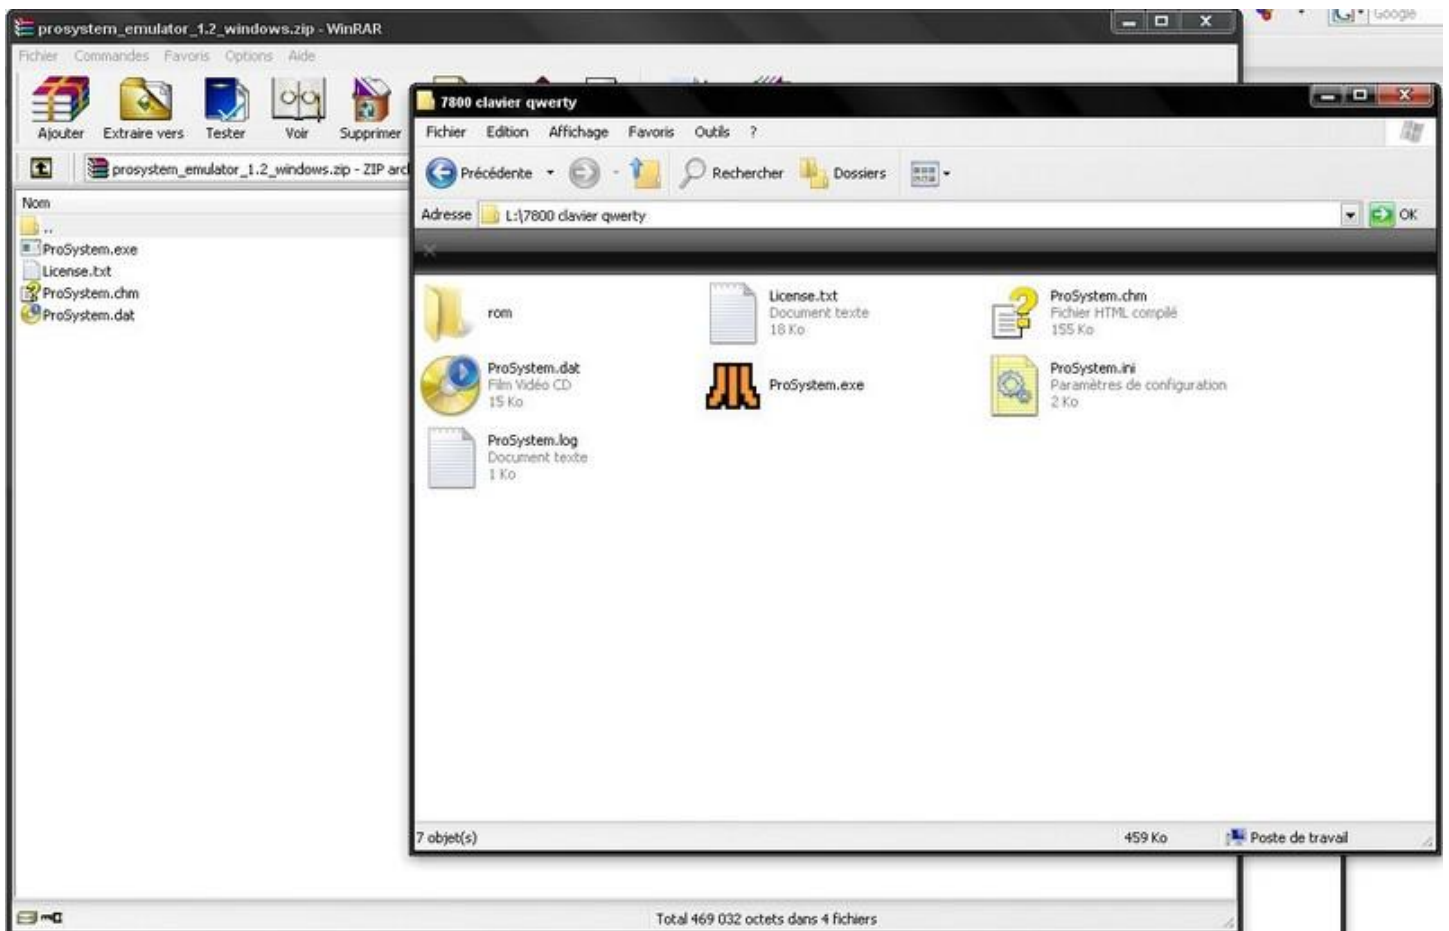 prosystem_emulator_1.2_windows.zip - WinRAR
Google
Fichier Commandes Favoris Options Aide
Ajouter Extraire vers Tester Voir Supprimer
prosystem_emulator_1.2_windows.zip - ZIP arc
Nom
..
ProSystem.exe
License.txt
ProSystem.chm
ProSystem.dat
7800 clavier qwerty
Fichier Edition Affichage Favoris Outils ?
Précédente Rechercher Dossiers
Adresse L:\7800 clavier qwerty OK
rom
License.txt
Document texte
18 Ko
ProSystem.chm
Fichier HTML compilé
155 Ko
ProSystem.dat
Film Vidéo CD
15 Ko
ProSystem.exe
ProSystem.ini
Paramètres de configuration
2 Ko
ProSystem.log
Document texte
1 Ko
7 objet(s) 459 Ko Poste de travail
Total 469 032 octets dans 4 fichiers